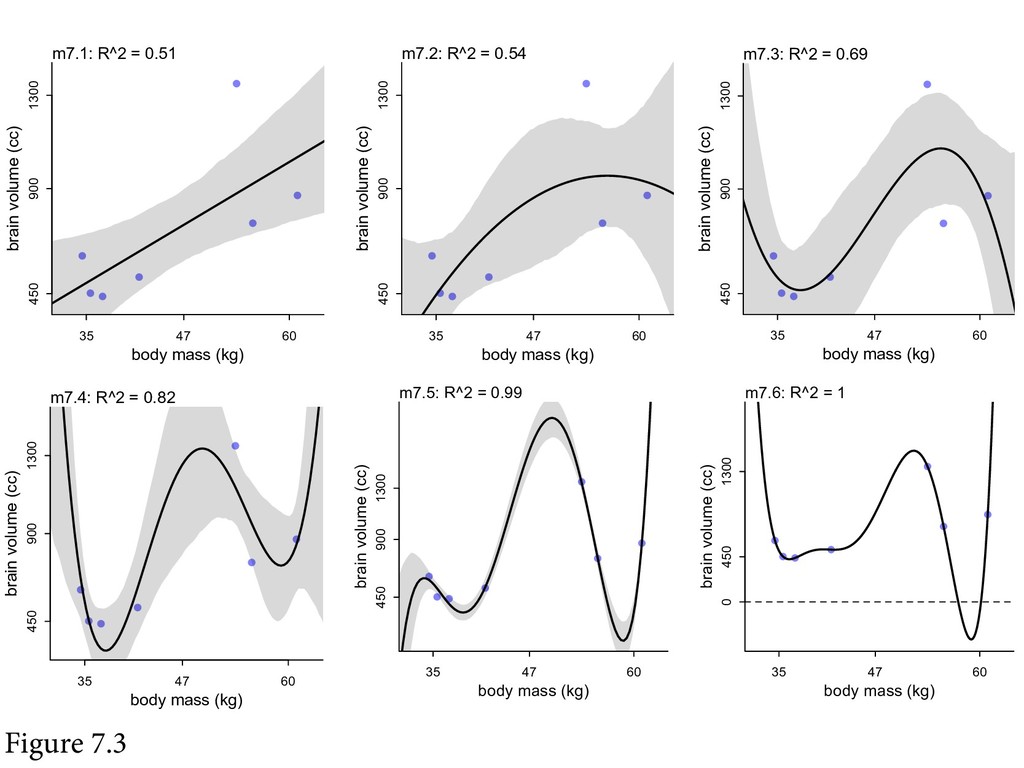 m7.1: R^2 = 0.51
brain volume (cc)
1300
900
450
35 47 60
body mass (kg)
m7.2: R^2 = 0.54
brain volume (cc)
1300
900
450
35 47 60
body mass (kg)
m7.3: R^2 = 0.69
brain volume (cc)
1300
900
450
35 47 60
body mass (kg)
m7.4: R^2 = 0.82
brain volume (cc)
1300
900
450
35 47 60
body mass (kg)
m7.5: R^2 = 0.99
brain volume (cc)
1300
900
450
35 47 60
body mass (kg)
m7.6: R^2 = 1
brain volume (cc)
1300
450
0
35 47 60
body mass (kg)
Figure 7.3